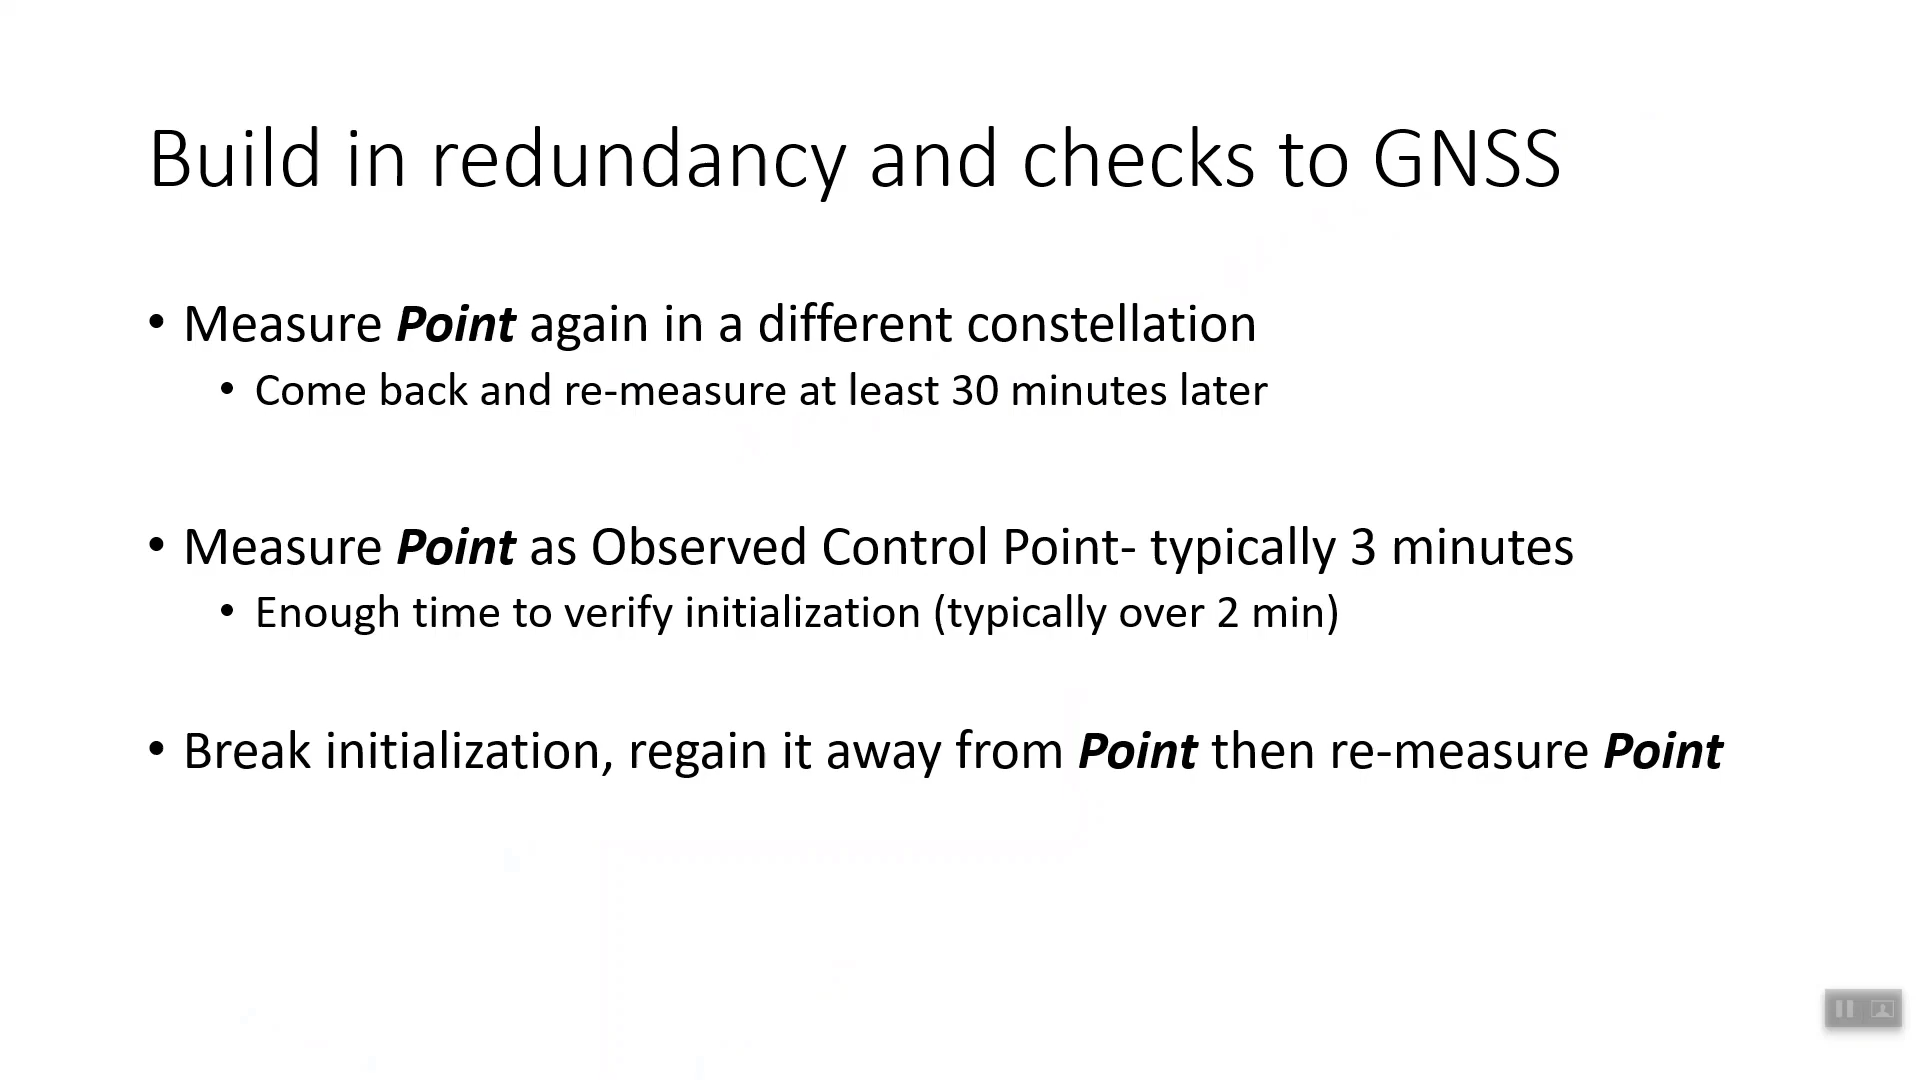 Build in redundancy and checks to GNSS
• Measure Point again in a different constellation
• Come back and re-measure at least 30 minutes later
• Measure Point as Observed Control Point- typically 3 minutes
• Enough time to verify initialization (typically over 2 min)
• Break initialization, regain it away from Point then re-measure Point